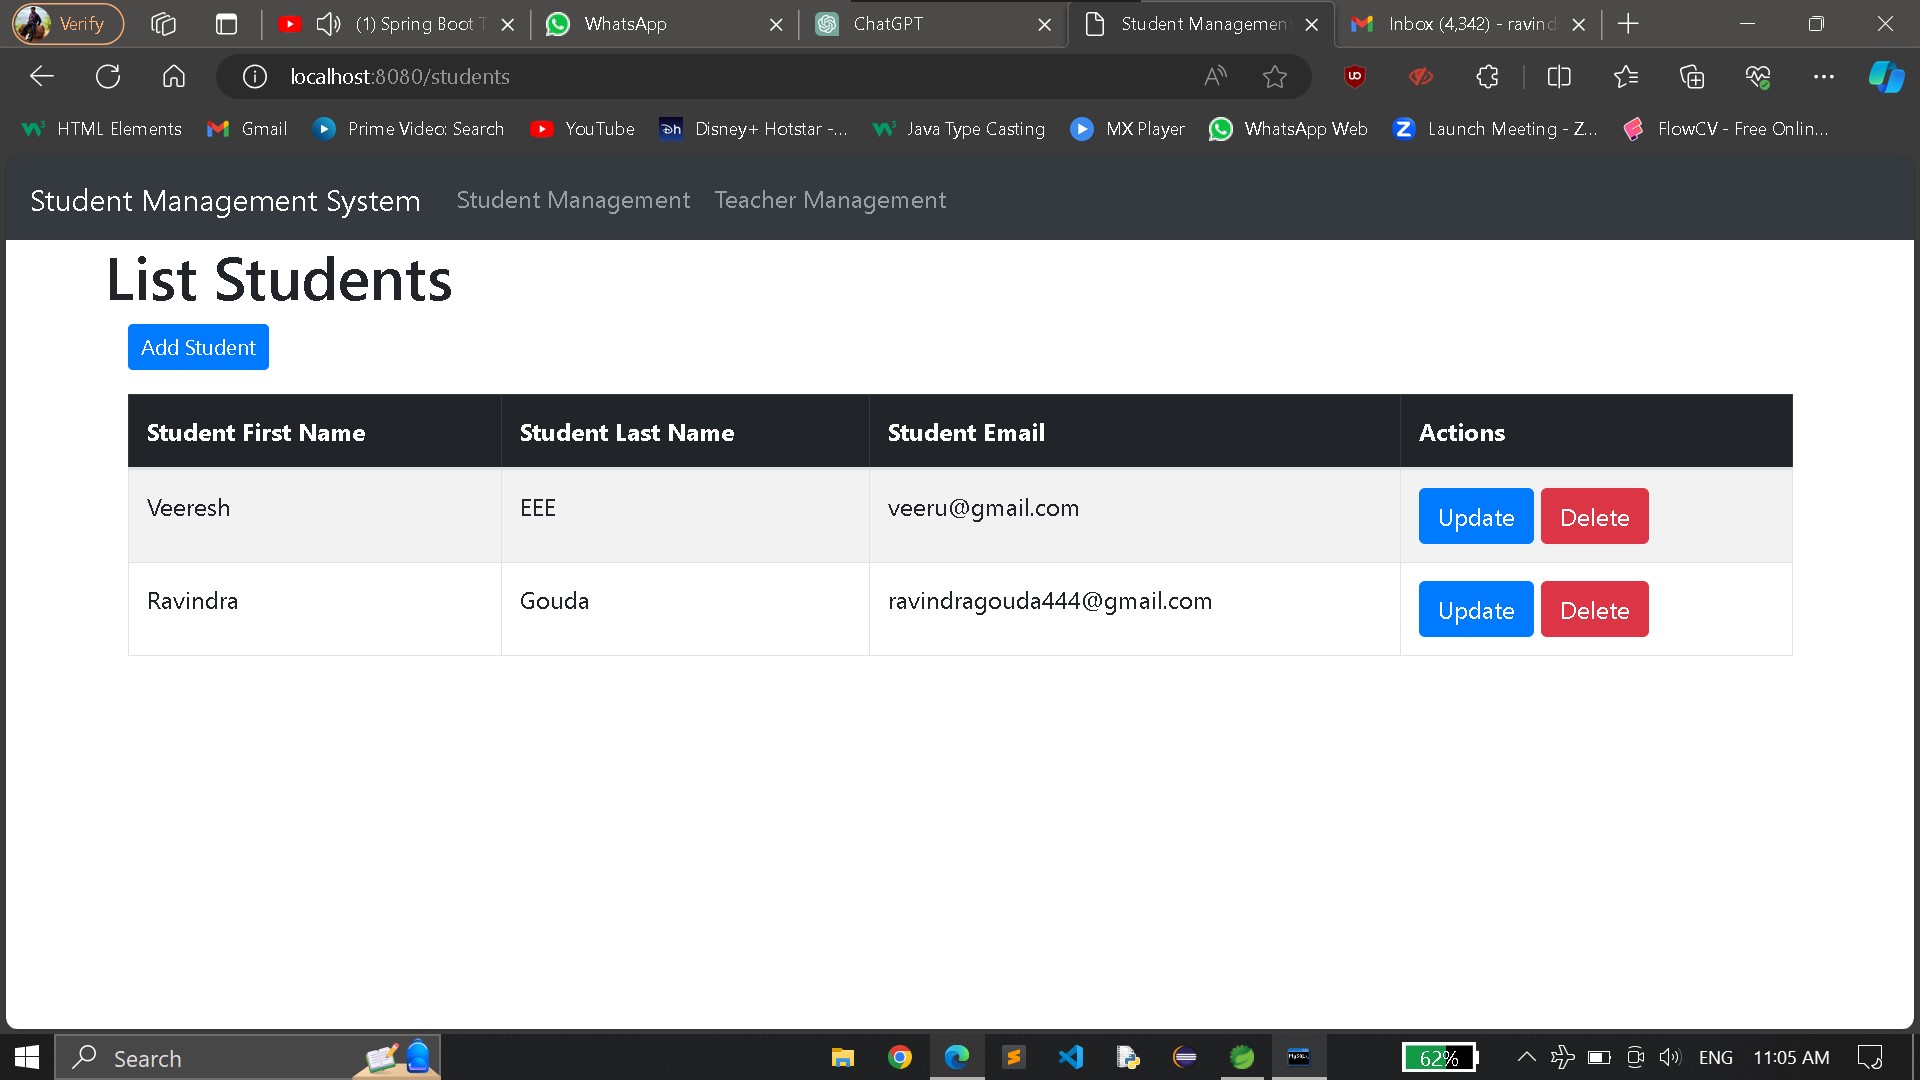 Verify
(1) Spring Boot T
WhatsApp
ChatGPT
Student Management
Inbox (4,342) - ravind
localhost:8080/students
HTML Elements
Gmail
Prime Video: Search
YouTube
Disney+ Hotstar -...
Java Type Casting
MX Player
WhatsApp Web
Launch Meeting - Z...
FlowCV - Free Onlin...
Student Management System
Student Management
Teacher Management
List Students
Add Student
Student First Name Student Last Name Student Email Actions
Veeresh EEE veeru@gmail.com Update Delete
Ravindra Gouda ravindragouda444@gmail.com Update Delete
Search
62%
ENG
11:05 AM